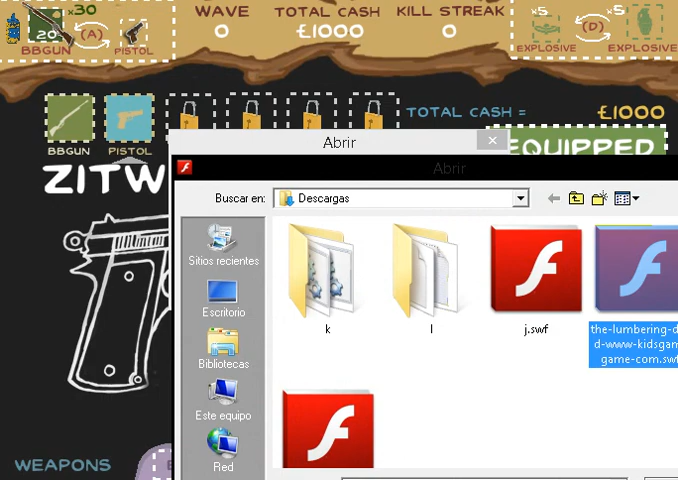 WAVE TOTAL CASH KILL STREAK
0 £1000 0
x30
20
(A)
BBGUN
PISTOL
x5
(D)
x5
EXPLOSIVE
EXPLOSIVE
TOTAL CASH = £1000
BBGUN PISTOL
EQUIPPED
ZITW
Abrir
Abrir
Buscar en: Descargas
Sitios recientes
Escritorio
Bibliotecas
Este equipo
Red
k
l
j.swf
the-lumbering-d
d-www-kidsgam
game-com.swf
WEAPONS